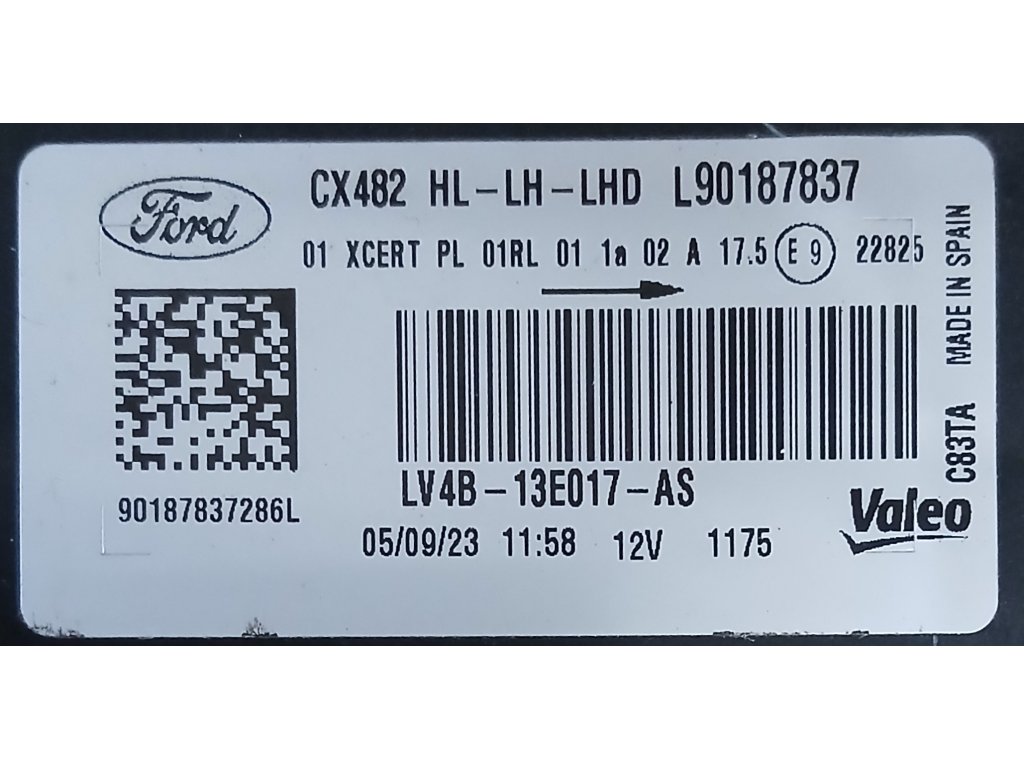 Ford
CX482 HL-LH-LHD L90187837
01 XCERT PL 01RL 01 1a 02 A 17.5 E 9 22825
MADE IN SPAIN
C83TA
LV4B-13E017-AS
90187837286L
Valeo
05/09/23 11:58 12V 1175